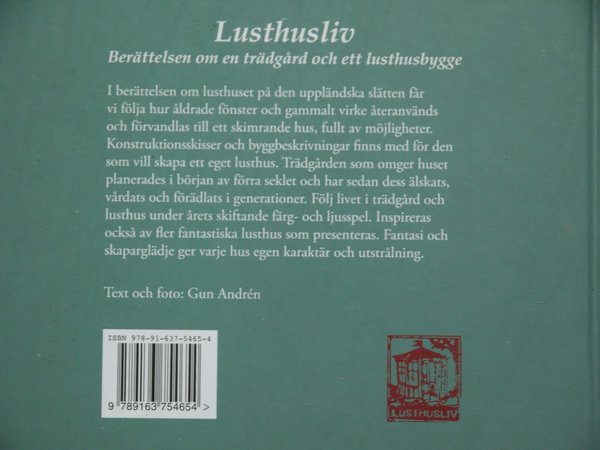 Lusthusliv
Berättelsen om en trädgård och ett lusthusbygge
I berättelsen om lusthuset på den uppländska slätten får
vi följa hur åldrade fönster och gammalt virke återanvänds
och förvandlas till ett skimrande hus, fullt av möjligheter.
Konstruktionsskisser och byggbeskrivningar finns med för den
som vill skapa ett eget lusthus. Trädgården som omger huset
planerades i början av förra seklet och har sedan dess älskats,
vårdats och förädlats i generationer. Följ livet i trädgård och
lusthus under årets skiftande färg- och ljusspel. Inspireras
också av fler fantastiska lusthus som presenteras. Fantasi och
skaparglädje ger varje hus egen karaktär och utstrålning.
Text och foto: Gun Andrén
ISBN 978-91-637-5465-4
9 789163 754654 >
LUSTHUSLIV